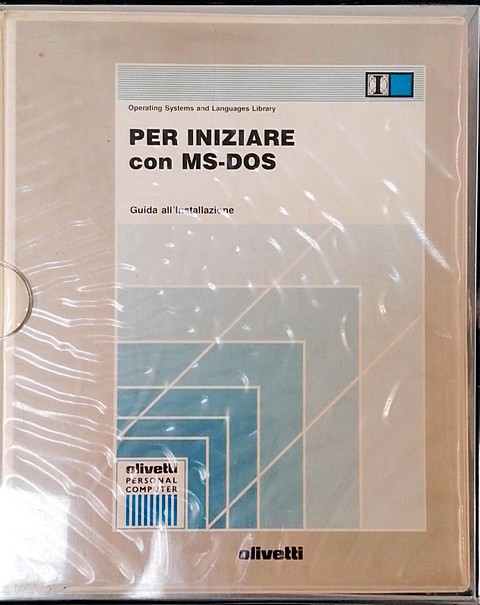 I
Operating Systems and Languages Library
PER INIZIARE
con MS-DOS
Guida all'Installazione
olivetti
PERSONAL
COMPUTER
olivetti